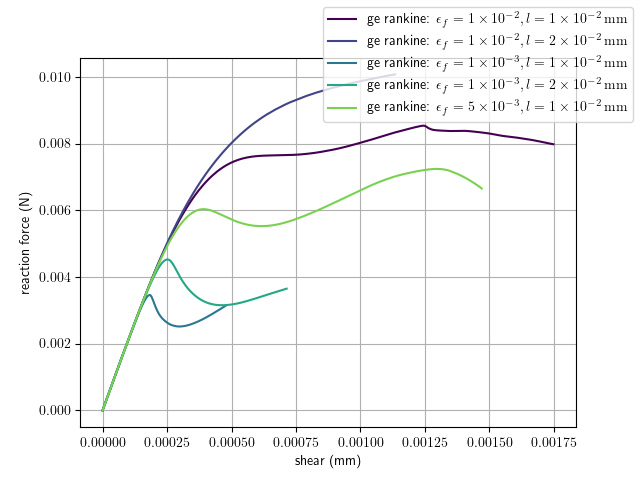 ge rankine: ϵ_f = 1 × 10⁻², l = 1 × 10⁻² mm
ge rankine: ϵ_f = 1 × 10⁻², l = 2 × 10⁻² mm
ge rankine: ϵ_f = 1 × 10⁻³, l = 1 × 10⁻² mm
ge rankine: ϵ_f = 1 × 10⁻³, l = 2 × 10⁻² mm
ge rankine: ϵ_f = 5 × 10⁻³, l = 1 × 10⁻² mm
0.010
0.008
0.006
0.004
0.002
0.000
reaction force (N)
0.00000 0.00025 0.00050 0.00075 0.00100 0.00125 0.00150 0.00175
shear (mm)